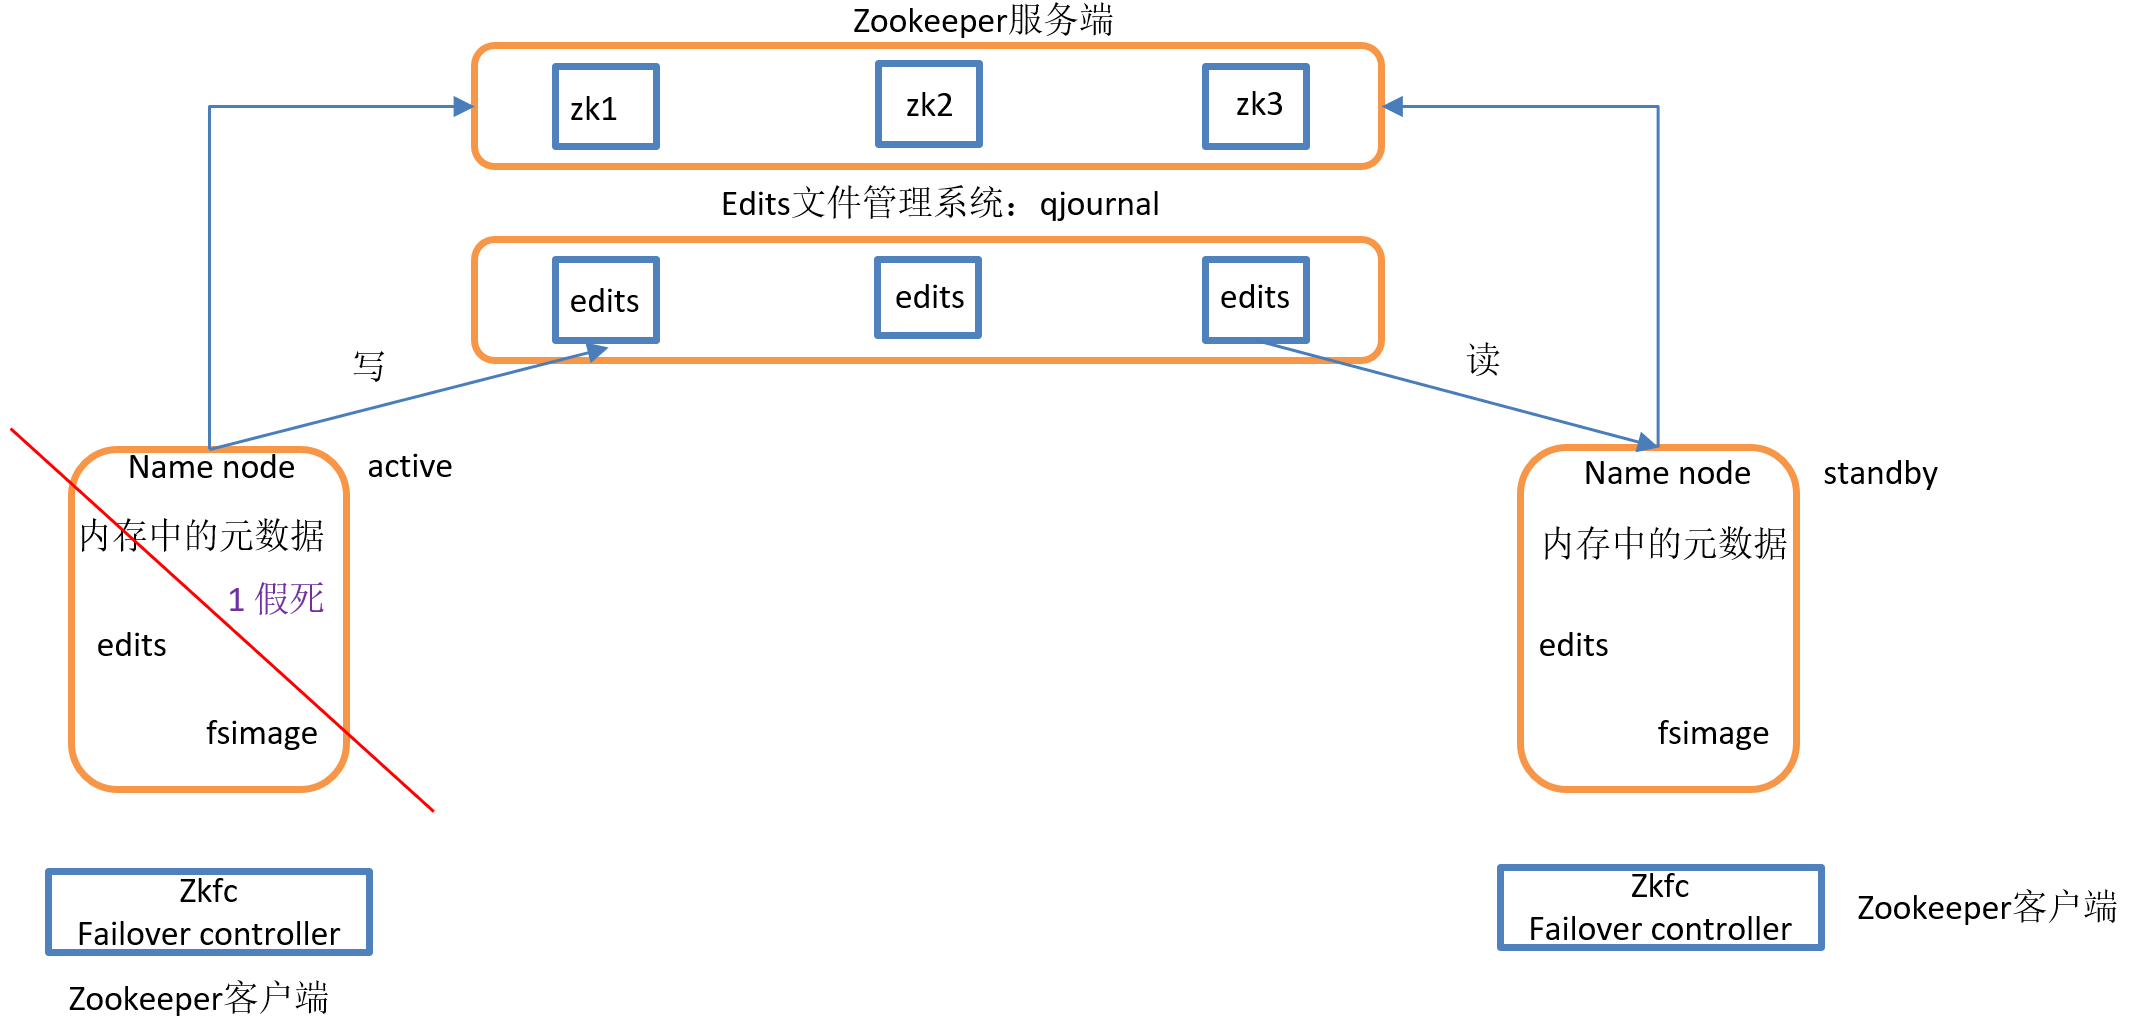 Zookeeper服务端
zk1
zk2
zk3
Edits文件管理系统：qjournal
edits
edits
edits
写
读
Name node
active
内存中的元数据
1 假死
edits
fsimage
Name node
standby
内存中的元数据
edits
fsimage
Zkfc
Failover controller
Zookeeper客户端
Zkfc
Failover controller
Zookeeper客户端